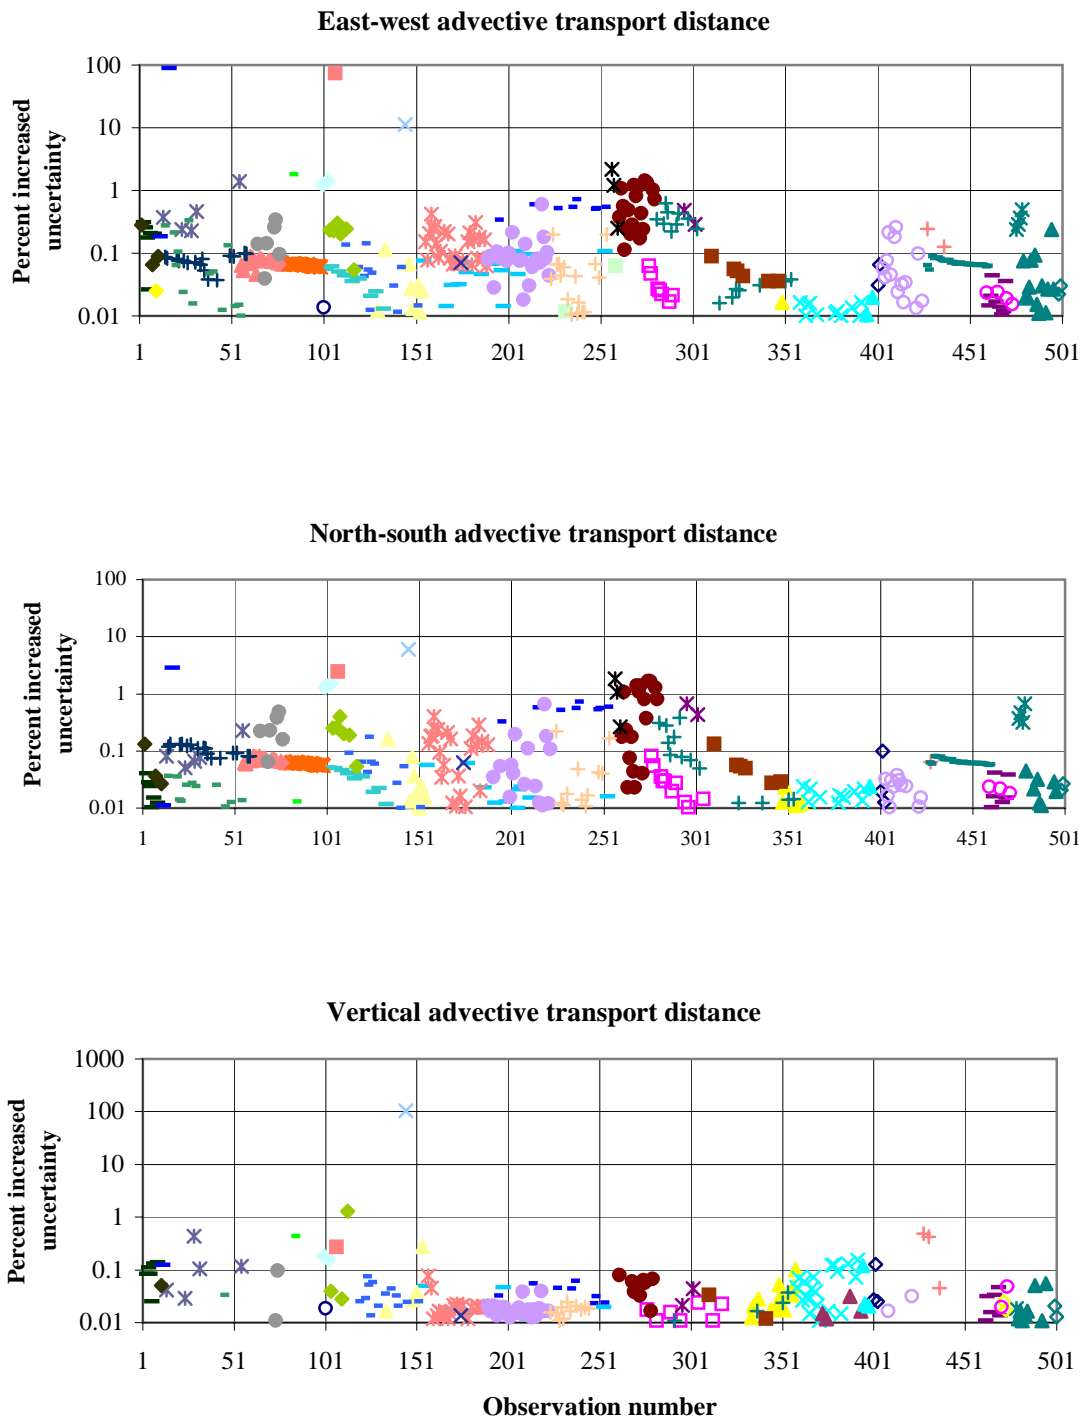 East-west advective transport distance
Percent increased
uncertainty
100
10
1
0.1
0.01
1 51 101 151 201 251 301 351 401 451 501
North-south advective transport distance
Percent increased
uncertainty
100
10
1
0.1
0.01
1 51 101 151 201 251 301 351 401 451 501
Vertical advective transport distance
Percent increased
uncertainty
1000
100
10
1
0.1
0.01
1 51 101 151 201 251 301 351 401 451 501
Observation number